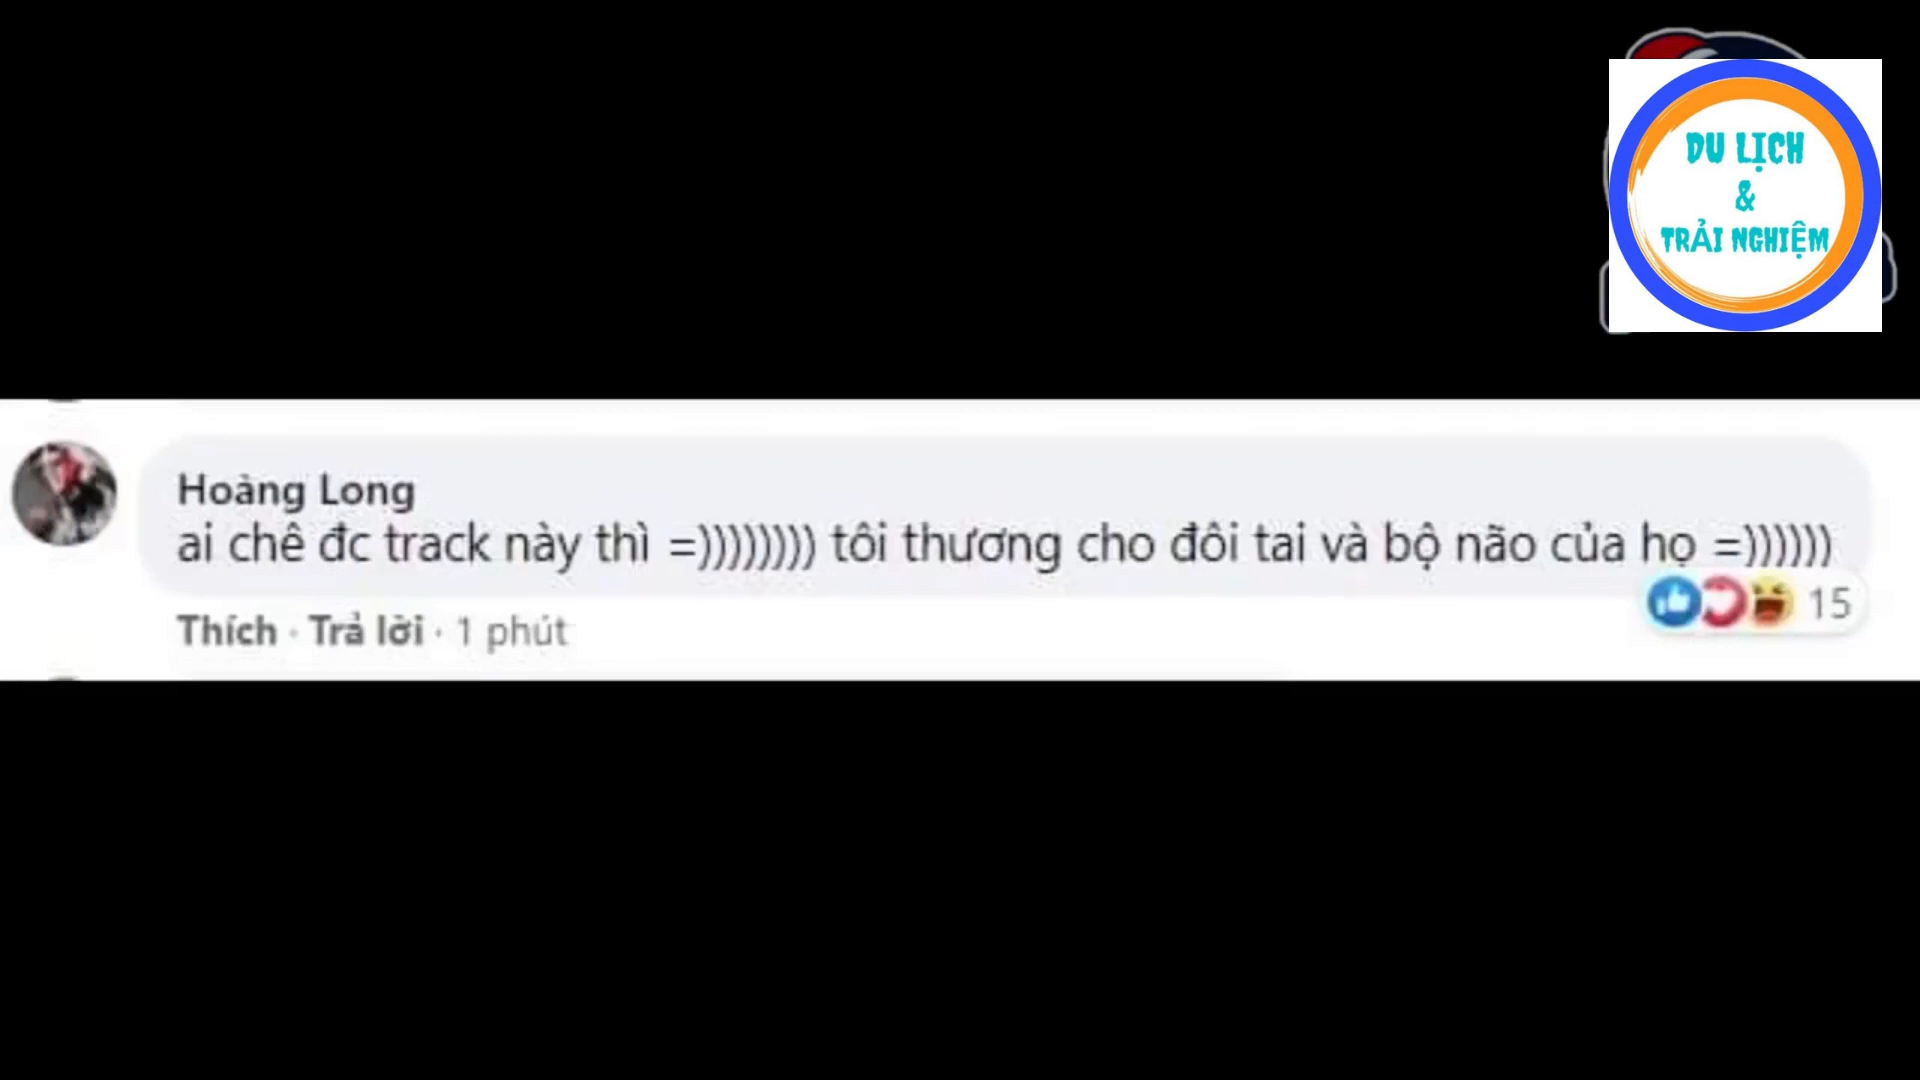 DU LỊCH
&
TRẢI NGHIỆM
Hoàng Long
ai chê đc track này thì =)))))))) tôi thương cho đôi tai và bộ não của họ =))))))
15
Thích · Trả lời · 1 phút